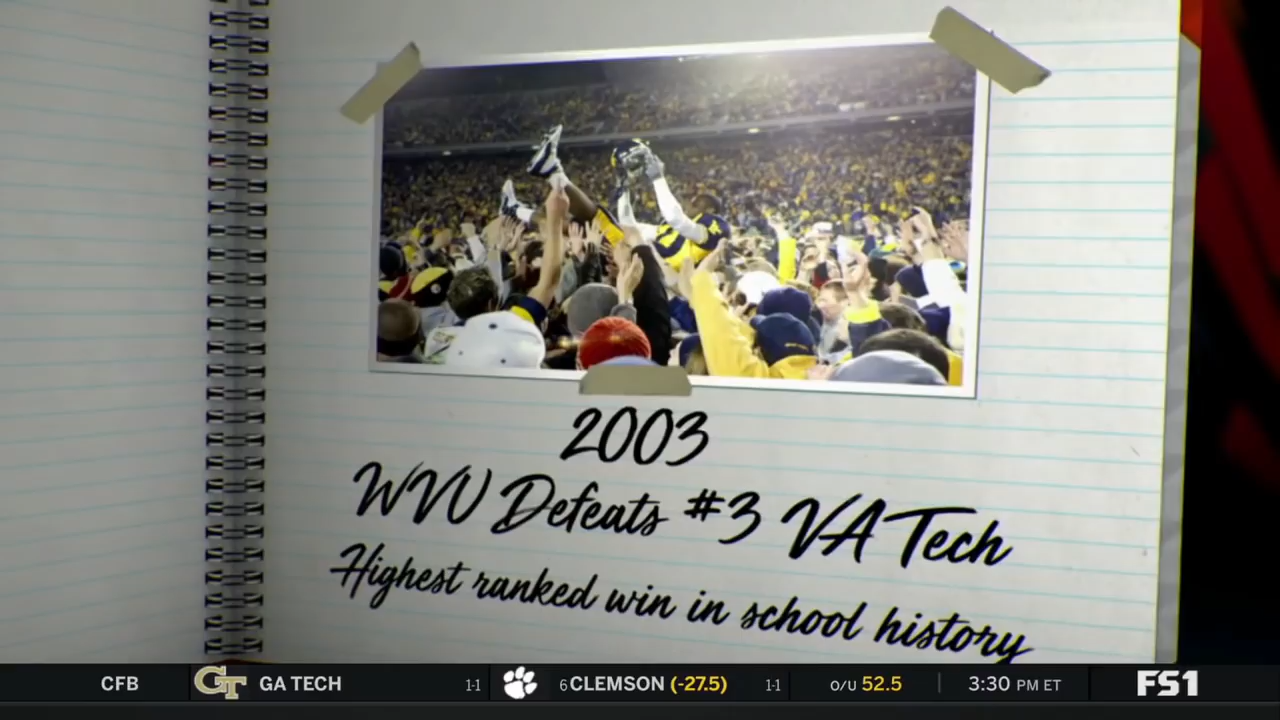 2003
WVU Defeats #3 VA Tech
Highest ranked win in school history
CFB GT GA TECH 1-1 6 CLEMSON (-27.5) 1-1 O/U 52.5 3:30 PM ET FS1